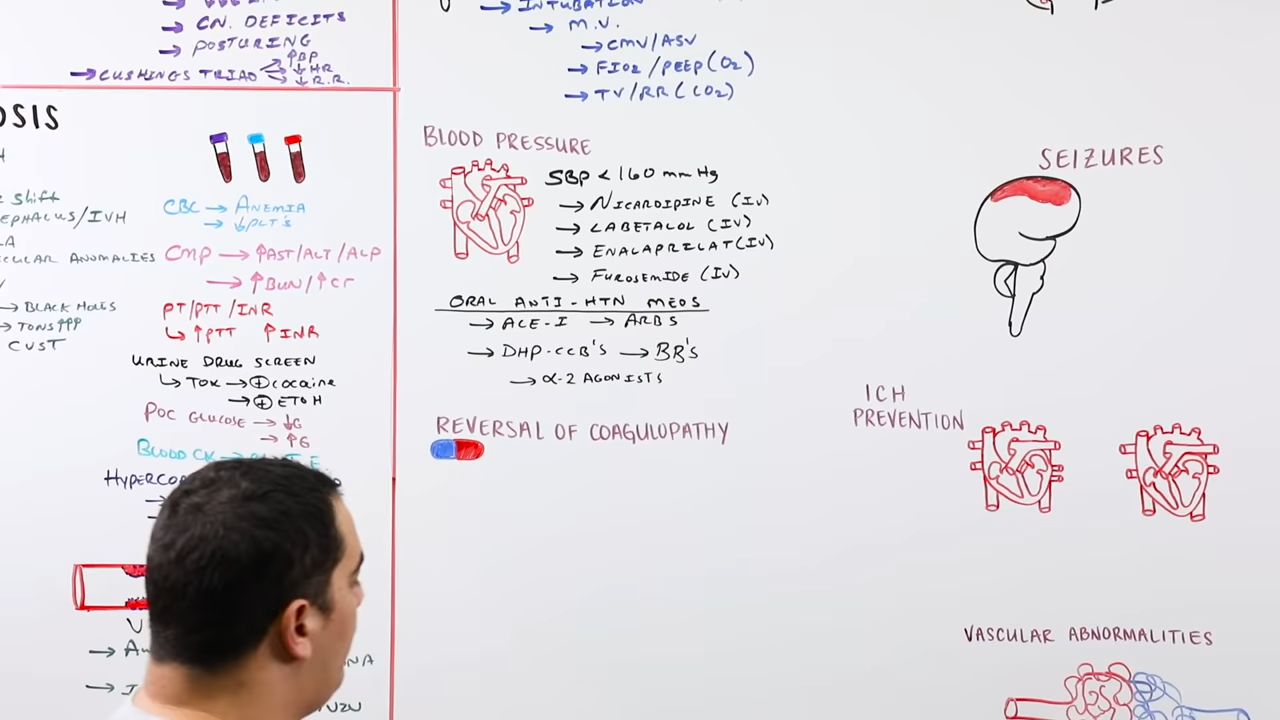 → CN. DEFICITS
→ POSTURING
→ CUSHINGS TRIAD → ↑BP
→ ↓HR
→ ↓R.R.
OSIS
Shift
EPHALUS/IVH
CULAR ANOMALIES
→ BLACK HOLES
→ TONS↑↑↑
CVST
CBC → ANEMIA
→ ↓PLT's
CMP → ↑AST/ALT/ALP
→ ↑BUN/↑Cr
PT/PTT/INR
↳ ↑PTT ↑INR
URINE DRUG SCREEN
↳ TOX → ⊕ cocaine
→ ⊕ ETOH
POC GLUCOSE → ↓G
→ ↑G
BLOOD CX →
→ INTUBATION
→ M.V.
→ CMV/ASV
→ FIO2/PEEP(O2)
→ TV/RR(CO2)
BLOOD PRESSURE
SBP < 160 mmHg
→ NICARDIPINE (IV)
→ LABETALOL (IV)
→ ENALAPRILAT(IV)
→ FUROSEMIDE (IV)
ORAL ANTI-HTN MEDS
→ ACE-I → ARBS
→ DHP-CCB's → BB's
→ α-2 AGONISTS
REVERSAL OF COAGULOPATHY
SEIZURES
ICH
PREVENTION
VASCULAR ABNORMALITIES